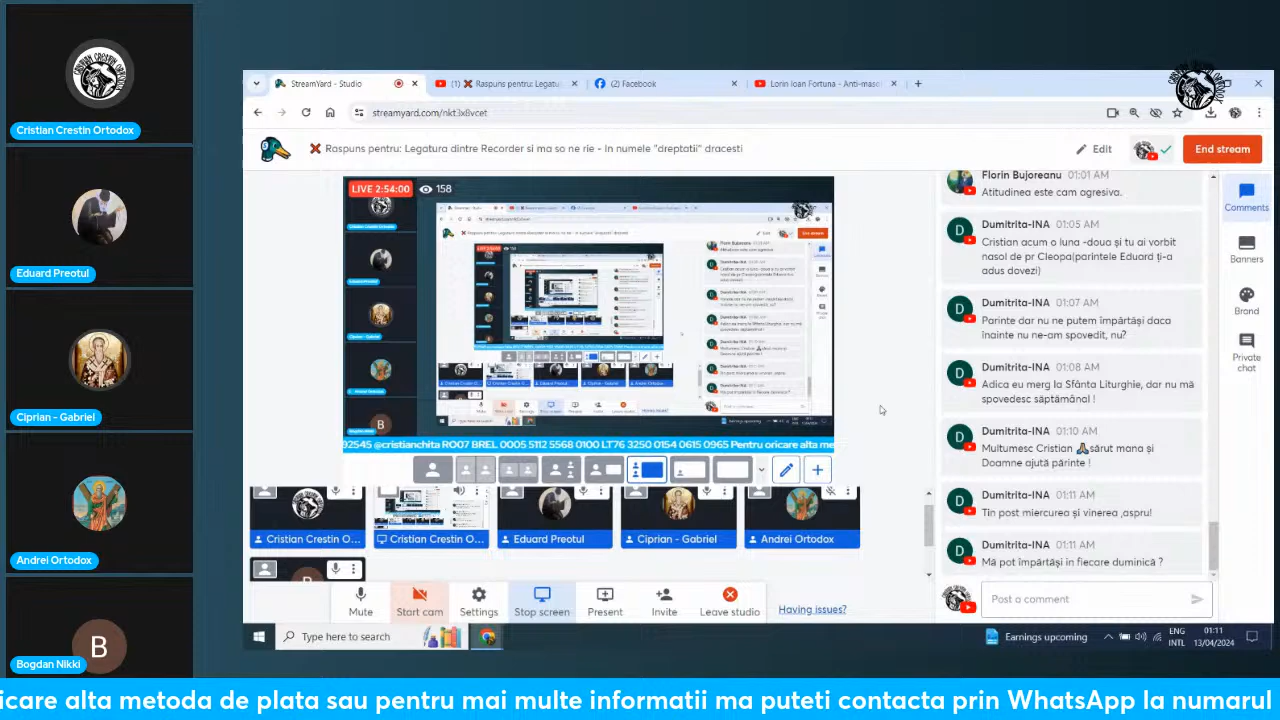 Cristian Crestin Ortodox
Eduard Preotul
Ciprian - Gabriel
Andrei Ortodox
B
Bogdan Nikki
StreamYard - Studio
(1) ❌ Raspuns pentru: Legatu
(2) Facebook
Lorin Ioan Fortuna - Anti-maso
streamyard.com/nkt3x8vcet
❌ Raspuns pentru: Legatura dintre Recorder si ma so ne rie - In numele "dreptatii" dracesti
Edit
End stream
LIVE 2:54:00
158
92545 @cristianchita RO07 BREL 0005 5112 5568 0100 LT76 3250 0154 0615 0965 Pentru oricare alta me
Cristian Crestin O...
Cristian Crestin O...
Eduard Preotul
Ciprian - Gabriel
Andrei Ortodox
Mute
Start cam
Settings
Stop screen
Present
Invite
Leave studio
Having issues?
Florin Bujoreanu 01:01 AM
Atitudinea este cam agresiva.
Dumitrita-INA 01:05 AM
Cristian acum o luna -doua și tu ai vorbit
nasol de pr Cleopa,parintele Eduard ți-a
adus dovezi)
Dumitrita-INA 01:07 AM
Parinte dar nu ne putem împărtăși daca
înainte nu ne-am spovedit, nu?
Dumitrita-INA 01:08 AM
Adica eu merg la Sfânta Liturghie, dar nu mă
spovedesc săptămânal !
Dumitrita-INA 01:10 AM
Multumesc Cristian 🙏sărut mana și
Doamne ajută părinte !
Dumitrita-INA 01:11 AM
Tin post miercurea și vinerea ,aspru!
Dumitrita-INA 01:11 AM
Mă pot împărtăși in fiecare duminică ?
Post a comment
Comments
Banners
Brand
Private
chat
Type here to search
Earnings upcoming
ENG
INTL
01:11
13/04/2024
icare alta metoda de plata sau pentru mai multe informatii ma puteti contacta prin WhatsApp la numarul